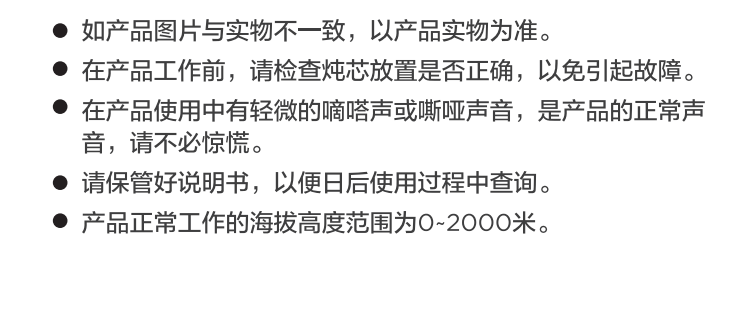 ● 如产品图片与实物不一致，以产品实物为准。
● 在产品工作前，请检查炖芯放置是否正确，以免引起故障。
● 在产品使用中有轻微的嘀嗒声或嘶哑声音，是产品的正常声
音，请不必惊慌。
● 请保管好说明书，以便日后使用过程中查询。
● 产品正常工作的海拔高度范围为0~2000米。